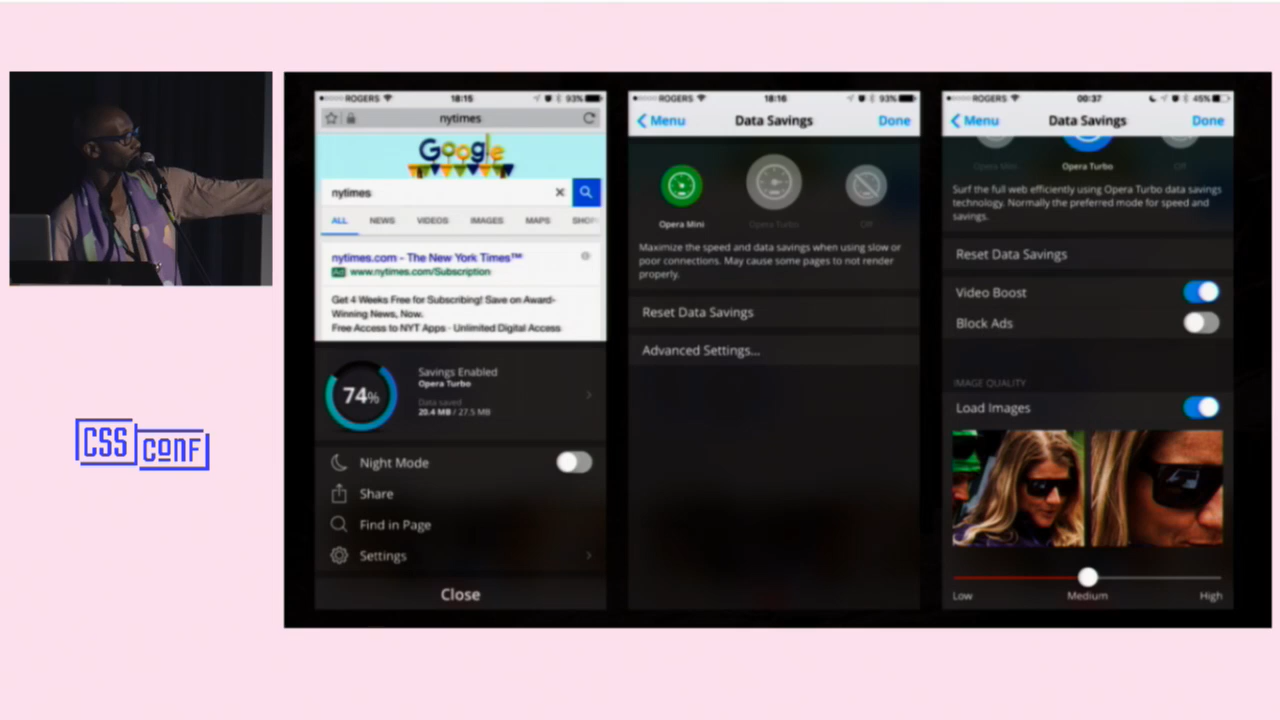 ROGERS
18:15
93%
nytimes
Google
nytimes
ALL NEWS VIDEOS IMAGES MAPS SHOP
nytimes.com - The New York Times™
Ad www.nytimes.com/Subscription
Get 4 Weeks Free for Subscribing! Save on Award-
Winning News, Now.
Free Access to NYT Apps · Unlimited Digital Access
74%
Savings Enabled
Opera Turbo
Data saved
20.4 MB / 27.5 MB
Night Mode
Share
Find in Page
Settings
Close
ROGERS
18:16
93%
Menu
Data Savings
Done
Opera Mini
Opera Turbo
Off
Maximize the speed and data savings when using slow or
poor connections. May cause some pages to not render
properly.
Reset Data Savings
Advanced Settings...
ROGERS
00:37
45%
Menu
Data Savings
Done
Opera Mini
Opera Turbo
Off
Surf the full web efficiently using Opera Turbo data savings
technology. Normally the preferred mode for speed and
savings.
Reset Data Savings
Video Boost
Block Ads
IMAGE QUALITY
Load Images
Low
Medium
High
CSS
CONF